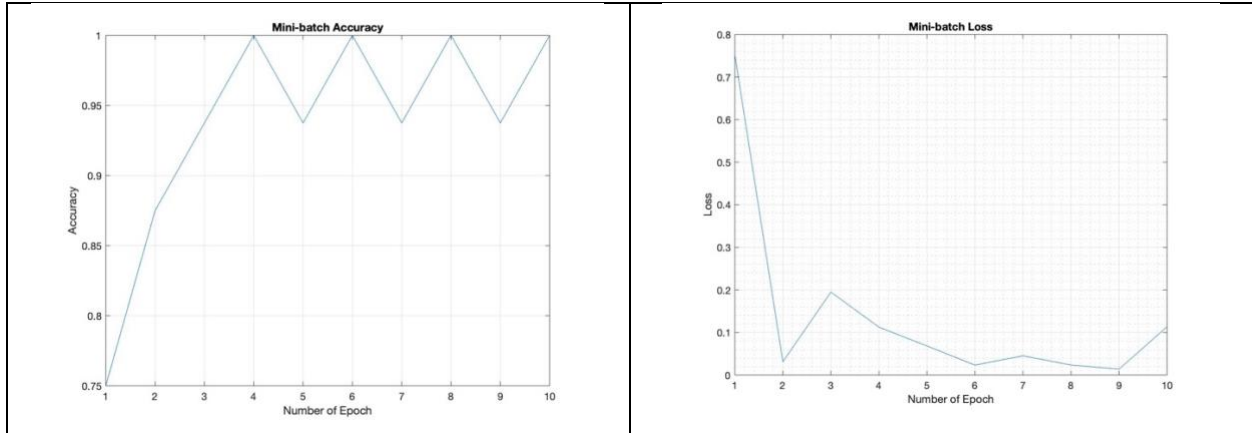 Mini-batch Accuracy
1
0.95
0.9
0.85
0.8
0.75
Accuracy
1 2 3 4 5 6 7 8 9 10
Number of Epoch
Mini-batch Loss
0.8
0.7
0.6
0.5
0.4
0.3
0.2
0.1
0
Loss
1 2 3 4 5 6 7 8 9 10
Number of Epoch